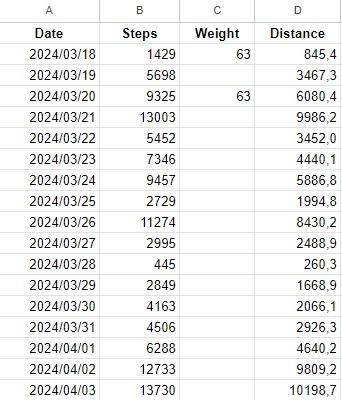 A B C D
Date Steps Weight Distance
2024/03/18 1429 63 845,4
2024/03/19 5698 3467,3
2024/03/20 9325 63 6080,4
2024/03/21 13003 9986,2
2024/03/22 5452 3452,0
2024/03/23 7346 4440,1
2024/03/24 9457 5886,8
2024/03/25 2729 1994,8
2024/03/26 11274 8430,2
2024/03/27 2995 2488,9
2024/03/28 445 260,3
2024/03/29 2849 1668,9
2024/03/30 4163 2066,1
2024/03/31 4506 2926,3
2024/04/01 6288 4640,2
2024/04/02 12733 9809,2
2024/04/03 13730 10198,7